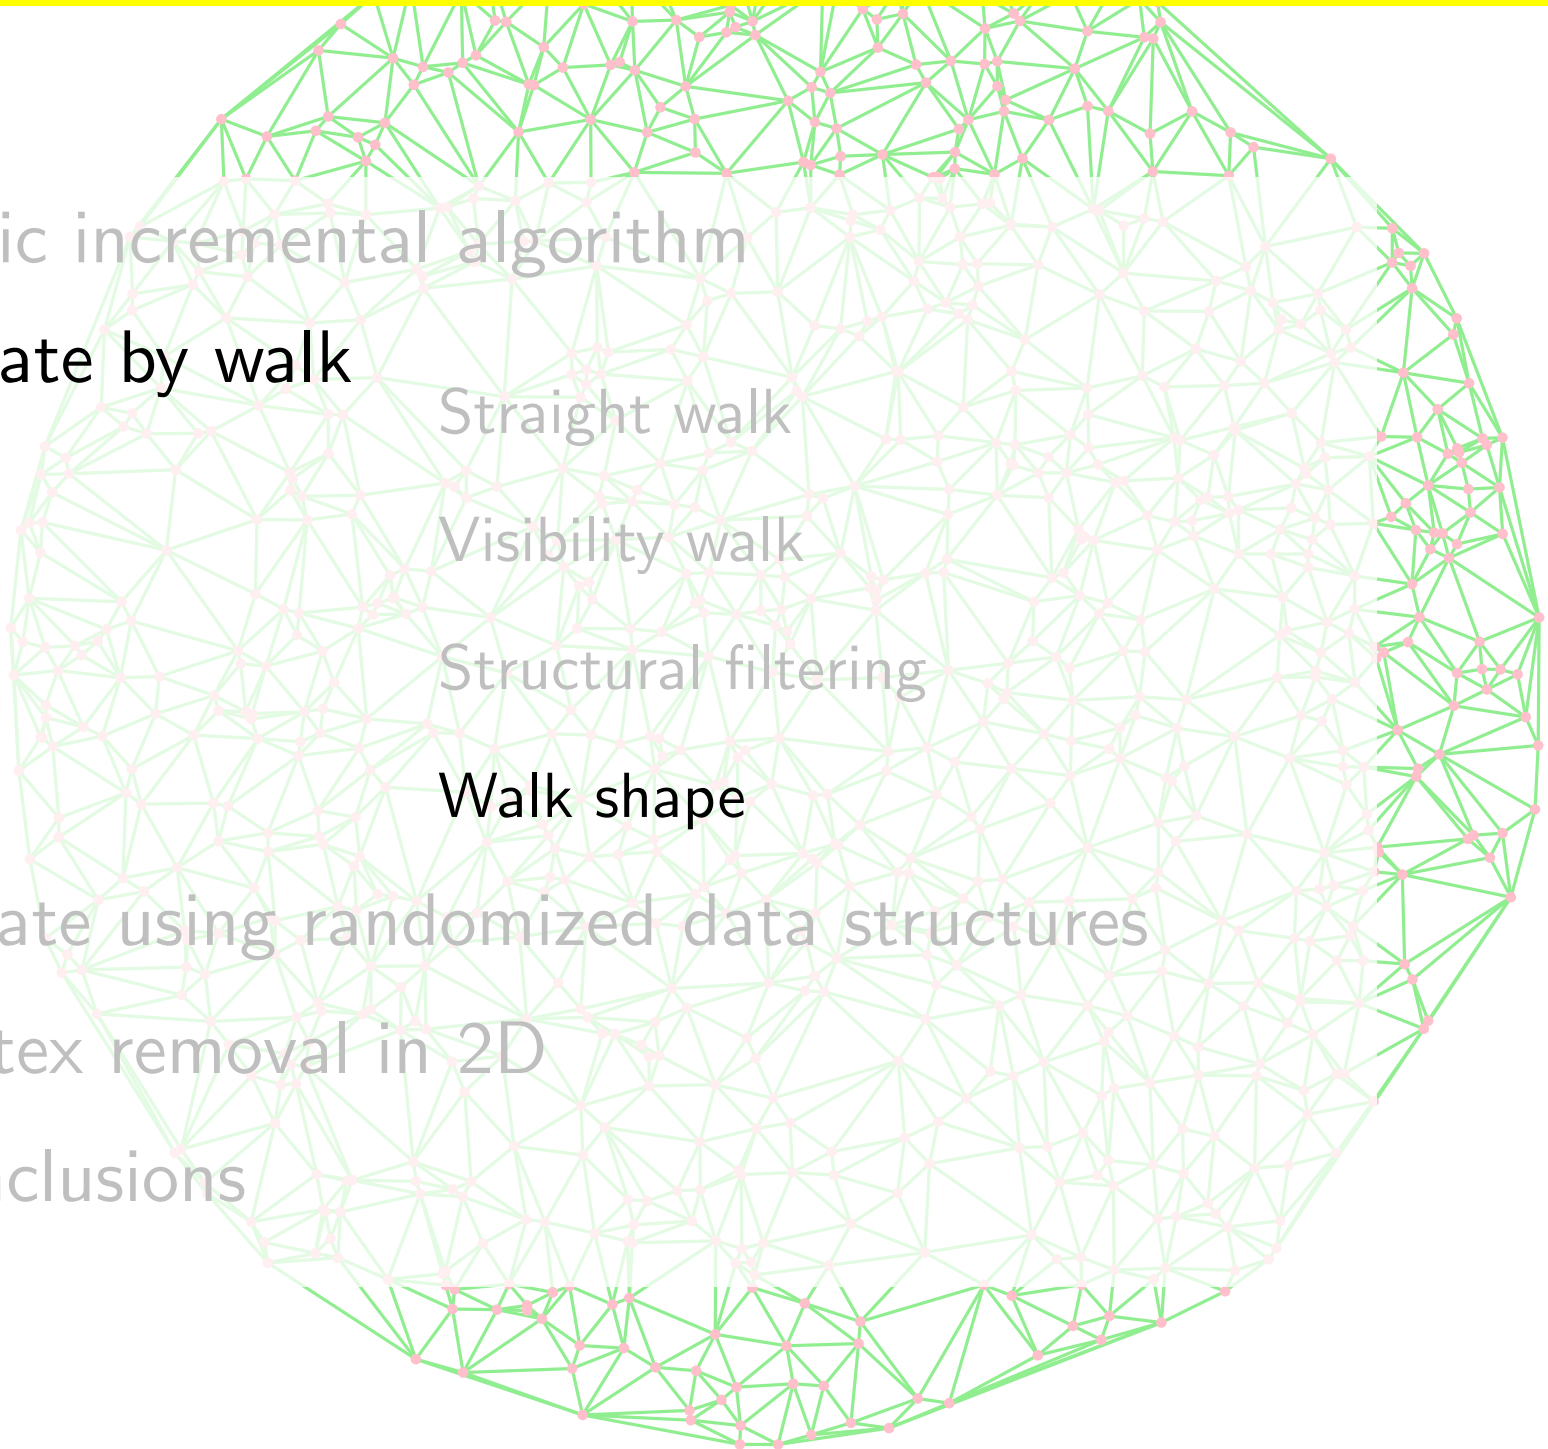 ic incremental algorithm
ate by walk
Straight walk
Visibility walk
Structural filtering
Walk shape
ate using randomized data structures
tex removal in 2D
nclusions